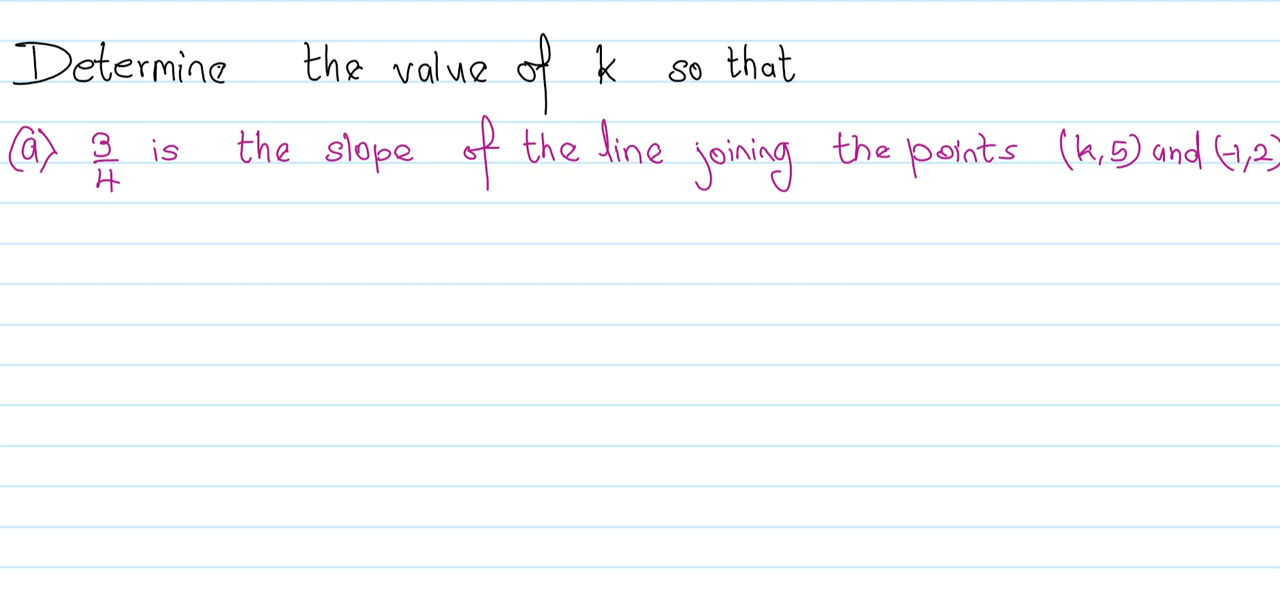 Determine the value of k so that
(a) 3/4 is the slope of the line joining the points (k, 5) and (-1, 2)